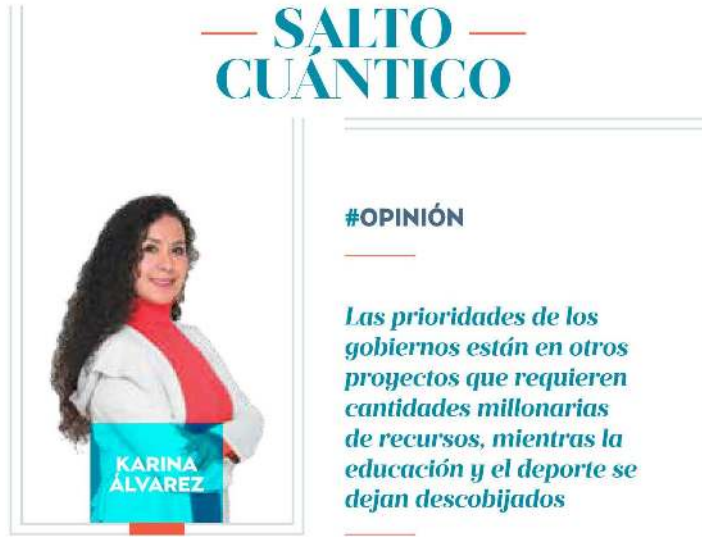 SALTO
CUÁNTICO
#OPINIÓN
Las prioridades de los
gobiernos están en otros
proyectos que requieren
cantidades millonarias
de recursos, mientras la
educación y el deporte se
dejan descobijados
KARINA
ÁLVAREZ